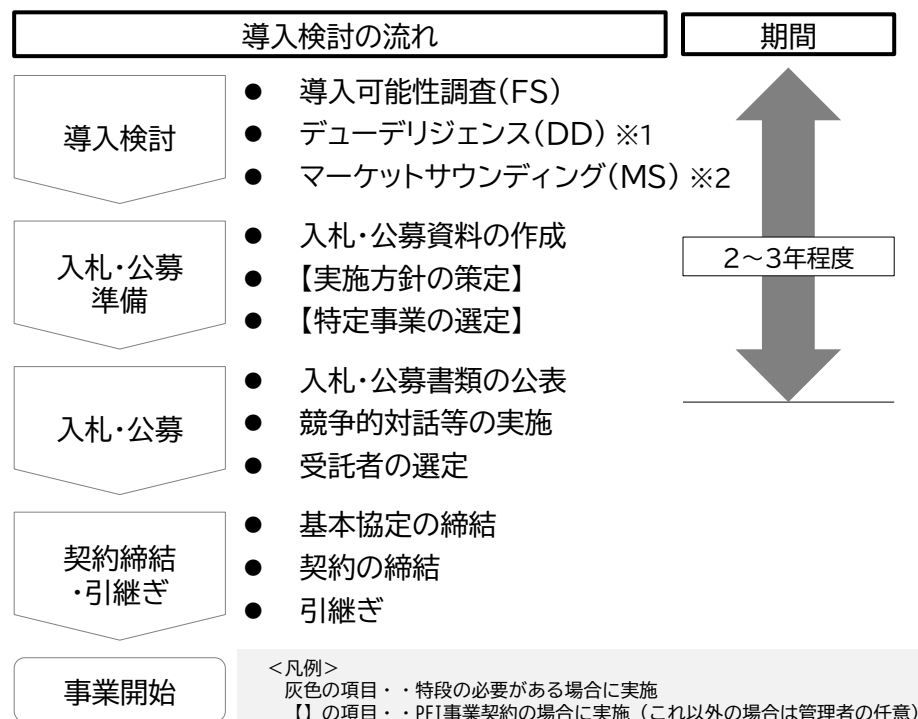 導入検討の流れ
期間
導入検討
● 導入可能性調査(FS)
● デューデリジェンス(DD) ※1
● マーケットサウンディング(MS) ※2
入札・公募
準備
● 入札・公募資料の作成
● 【実施方針の策定】
● 【特定事業の選定】
2～3年程度
入札・公募
● 入札・公募書類の公表
● 競争的対話等の実施
● 受託者の選定
契約締結
・引継ぎ
● 基本協定の締結
● 契約の締結
● 引継ぎ
事業開始
＜凡例＞
灰色の項目・・特段の必要がある場合に実施
【】の項目・・PFI事業契約の場合に実施（これ以外の場合は管理者の任意）